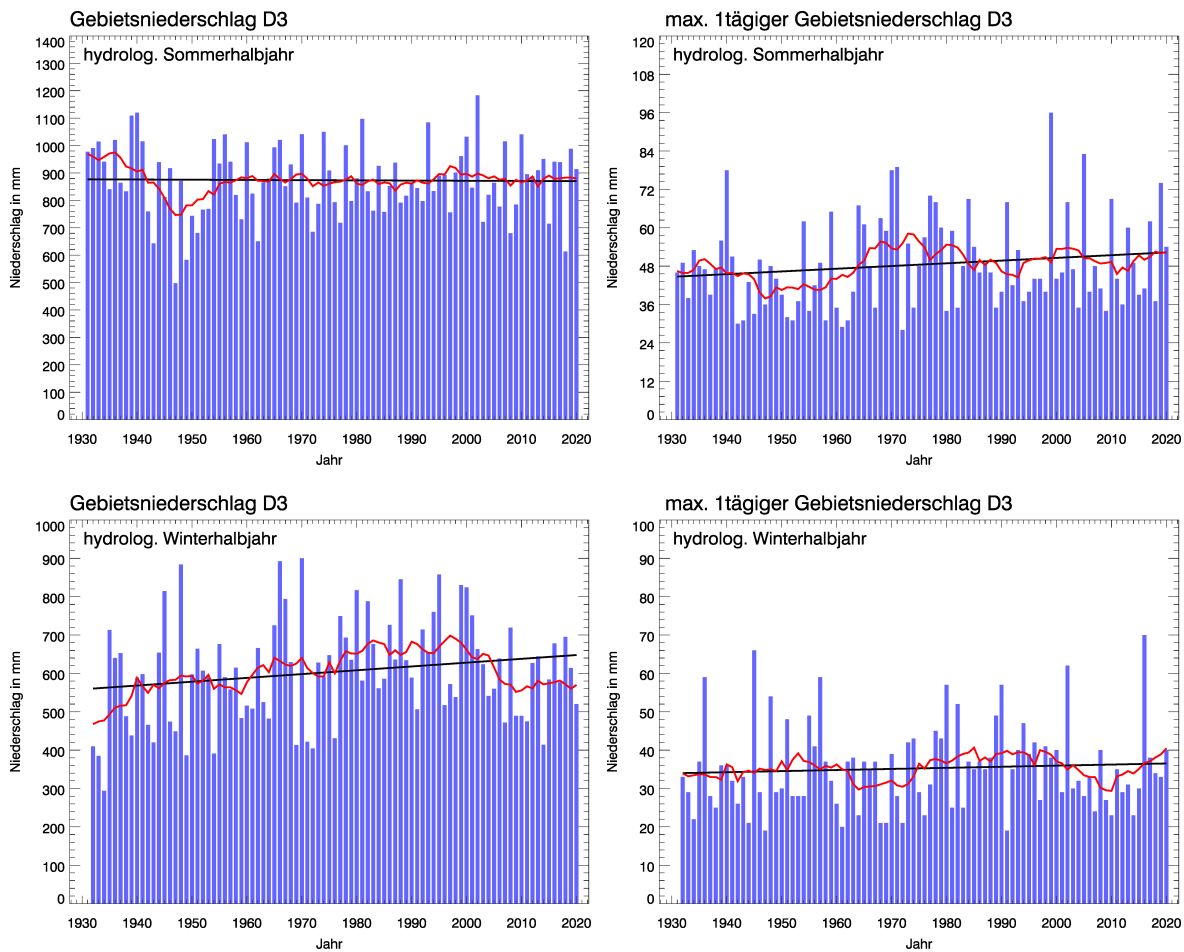 Gebietsniederschlag D3
hydrolog. Sommerhalbjahr
Niederschlag in mm
1400
1300
1200
1100
1000
900
800
700
600
500
400
300
200
100
0
1930 1940 1950 1960 1970 1980 1990 2000 2010 2020
Jahr
max. 1tägiger Gebietsniederschlag D3
hydrolog. Sommerhalbjahr
Niederschlag in mm
120
108
96
84
72
60
48
36
24
12
0
1930 1940 1950 1960 1970 1980 1990 2000 2010 2020
Jahr
Gebietsniederschlag D3
hydrolog. Winterhalbjahr
Niederschlag in mm
1000
900
800
700
600
500
400
300
200
100
0
1930 1940 1950 1960 1970 1980 1990 2000 2010 2020
Jahr
max. 1tägiger Gebietsniederschlag D3
hydrolog. Winterhalbjahr
Niederschlag in mm
100
90
80
70
60
50
40
30
20
10
0
1930 1940 1950 1960 1970 1980 1990 2000 2010 2020
Jahr